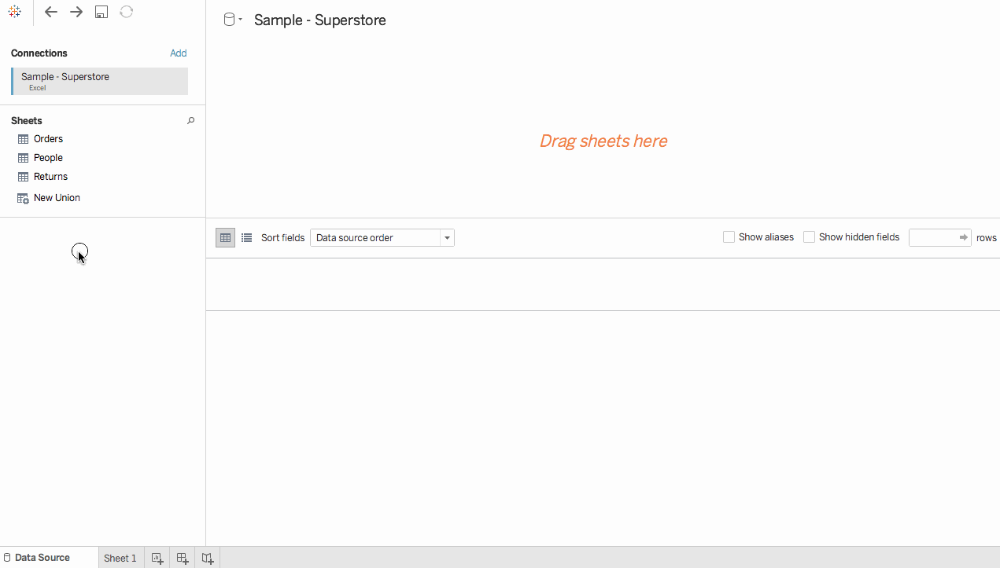 Sample - Superstore
Connections Add
Sample - Superstore
Excel
Sheets
Orders
People
Returns
New Union
Drag sheets here
Sort fields Data source order Show aliases Show hidden fields rows
Data Source Sheet 1